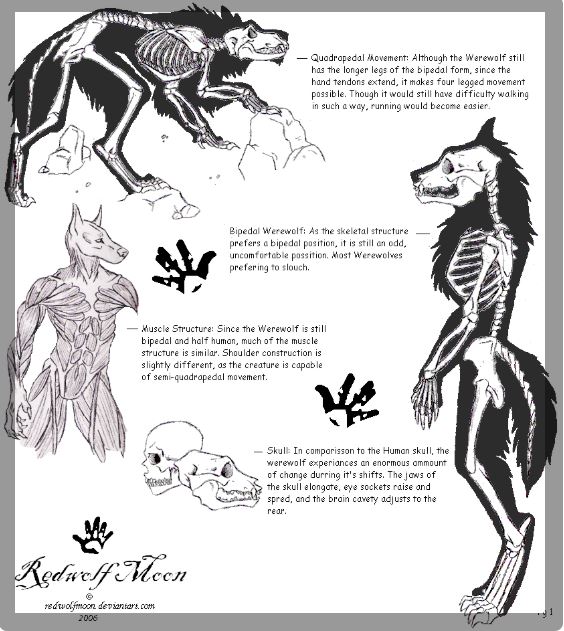 Quadrapedal Movement: Although the Werewolf still
has the longer legs of the bipedal form, since the
hand tendons extend, it makes four legged movement
possible. Though it would still have difficulty walking
in such a way, running would become easier.
Bipedal Werewolf: As the skeletal structure
prefers a bipedal position, it is still an odd,
uncomfortable possition. Most Werewolves
prefering to slouch.
Muscle Structure: Since the Werewolf is still
bipedal and half human, much of the muscle
structure is similar. Shoulder construction is
slightly different, as the creature is capable
of semi-quadrapedal movement.
Skull: In comparisson to the Human skull, the
werewolf experiances an enormous ammount
of change durring it's shifts. The jaws of
the skull elongate, eye sockets raise and
spred, and the brain cavety adjusts to the
rear.
Redwolf Moon
©
redwolfmoon.deviantart.com
2006